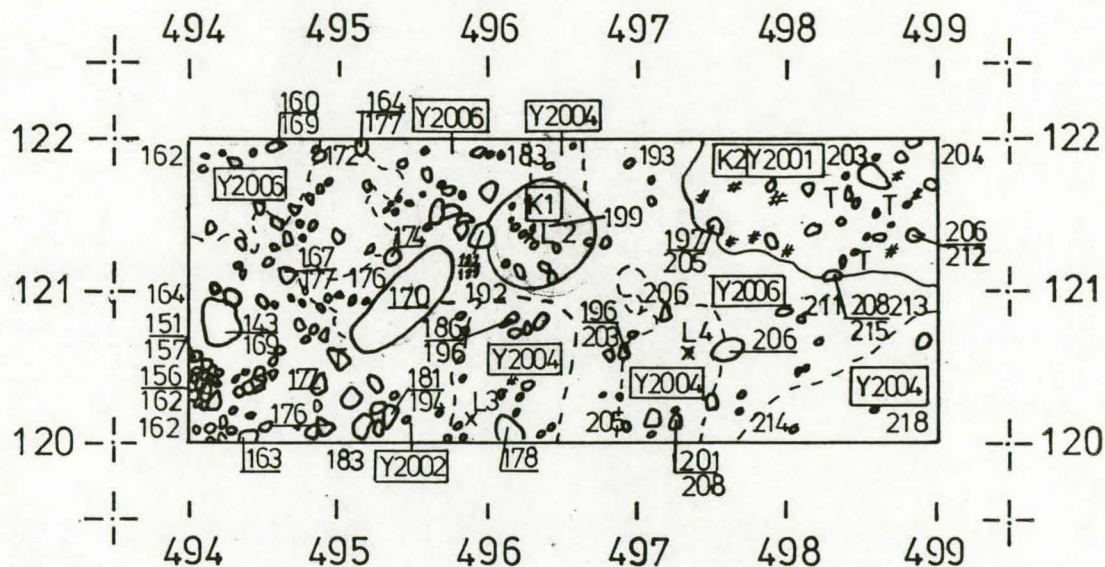 494 495 496 497 498 499
160 164 Y2006 Y2004
169 177
122 122
162 172 183 193 K2 Y2001 203 204
Y2006 K1 T T
L2 199
174 197 206
205 212
167 T
177 176
121 121
164 170 192 206 Y2006 211 208 213
196 215
151 143 186 203 L4 206
157 169 196 Y2004
156 177 181 Y2004 Y2004
162 194 L3
162 176 205 214 218
120 120
163 183 Y2002 178 201
208
494 495 496 497 498 499